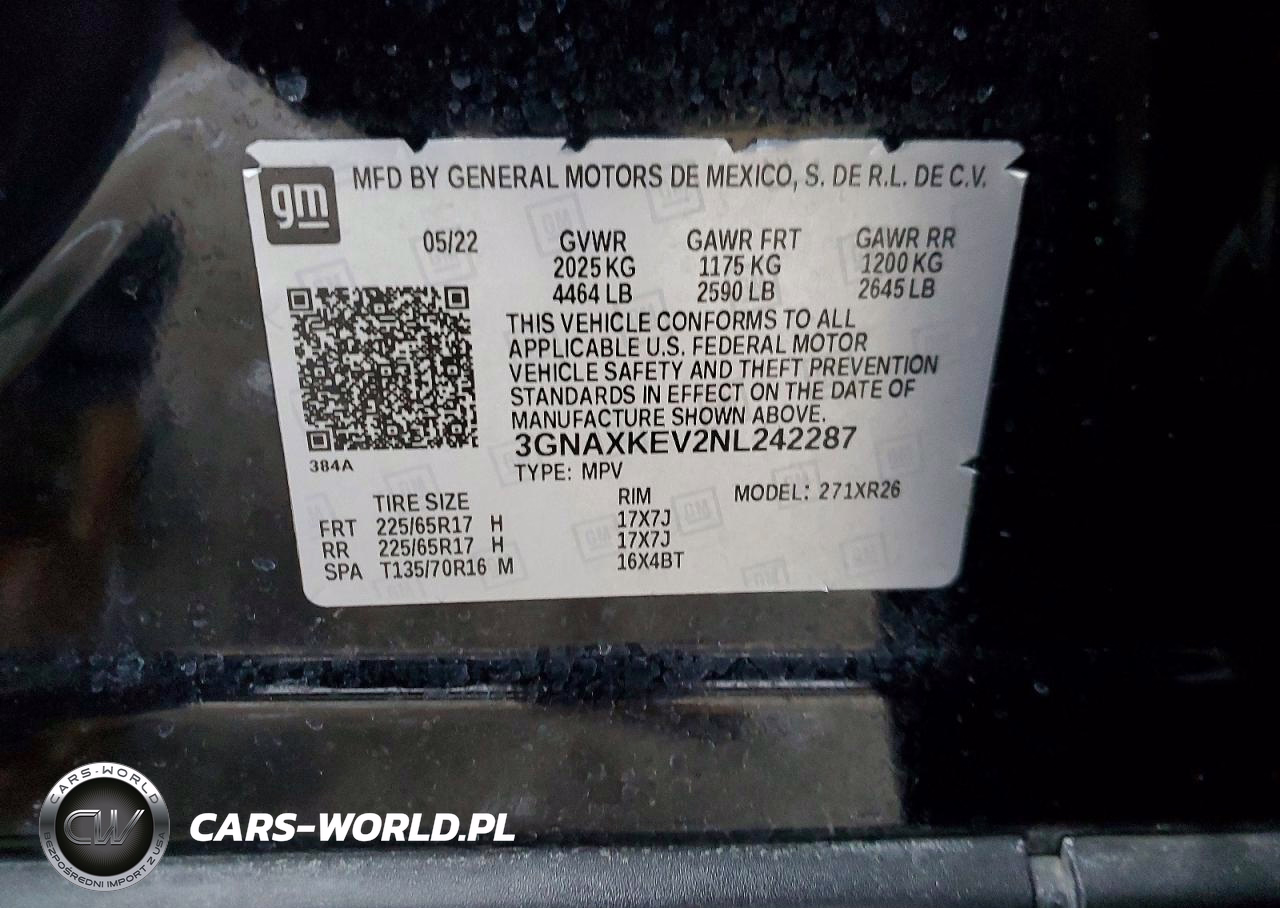 gm
MFD BY GENERAL MOTORS DE MEXICO, S. DE R.L. DE C.V.
05/22 GVWR GAWR FRT GAWR RR
2025 KG 1175 KG 1200 KG
4464 LB 2590 LB 2645 LB
THIS VEHICLE CONFORMS TO ALL
APPLICABLE U.S. FEDERAL MOTOR
VEHICLE SAFETY AND THEFT PREVENTION
STANDARDS IN EFFECT ON THE DATE OF
MANUFACTURE SHOWN ABOVE.
3GNAXKEV2NL242287
384A
TYPE: MPV
TIRE SIZE RIM MODEL: 271XR26
FRT 225/65R17 H 17X7J
RR 225/65R17 H 17X7J
SPA T135/70R16 M 16X4BT
CARS-WORLD
CW
BEZPOŚREDNI IMPORT Z USA
CARS-WORLD.PL